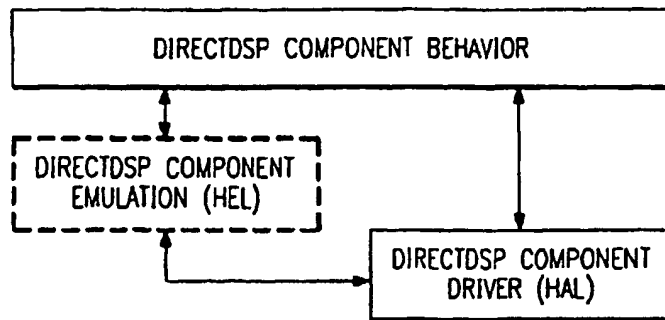 DIRECTDSP COMPONENT BEHAVIOR
DIRECTDSP COMPONENT
EMULATION (HEL)
DIRECTDSP COMPONENT
DRIVER (HAL)